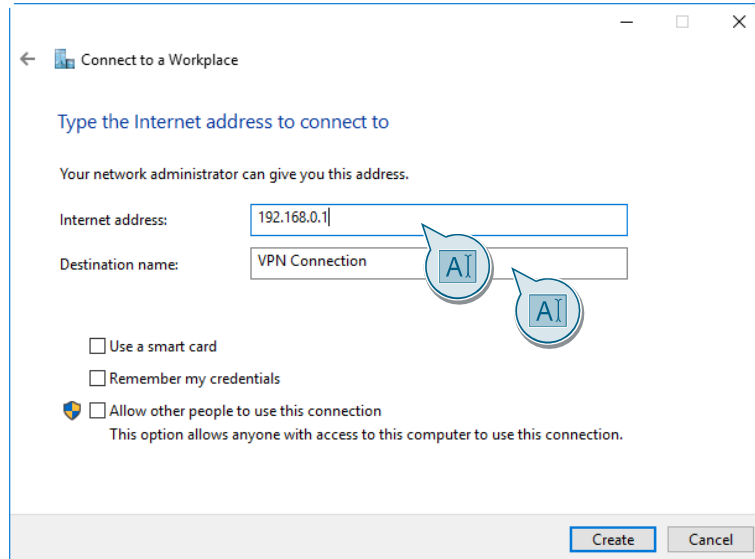 Connect to a Workplace
Type the Internet address to connect to
Your network administrator can give you this address.
Internet address: 192.168.0.1
AI
Destination name: VPN Connection
AI
Use a smart card
Remember my credentials
Allow other people to use this connection
This option allows anyone with access to this computer to use this connection.
Create Cancel